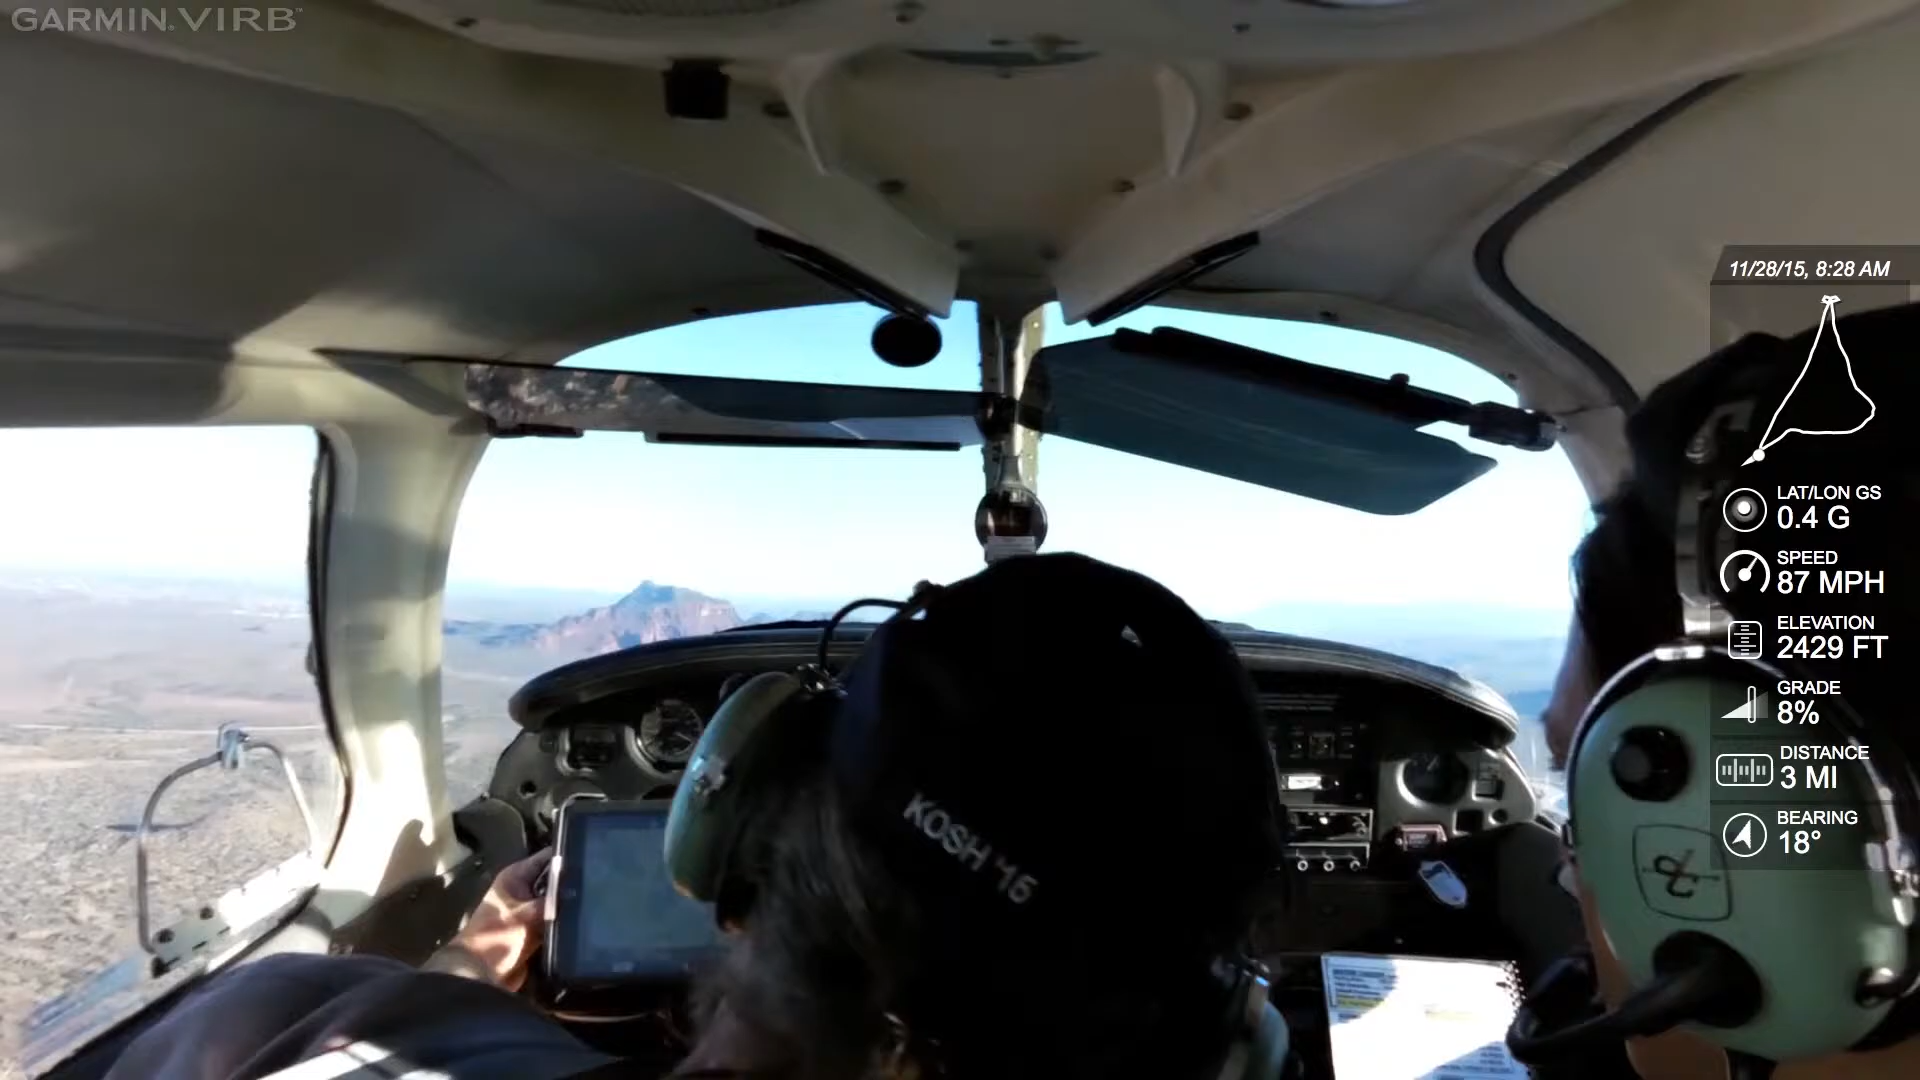 GARMIN.VIRB™
11/28/15, 8:28 AM
LAT/LON GS
0.4 G
SPEED
87 MPH
ELEVATION
2429 FT
GRADE
8%
DISTANCE
3 MI
BEARING
18°
KOSH '15